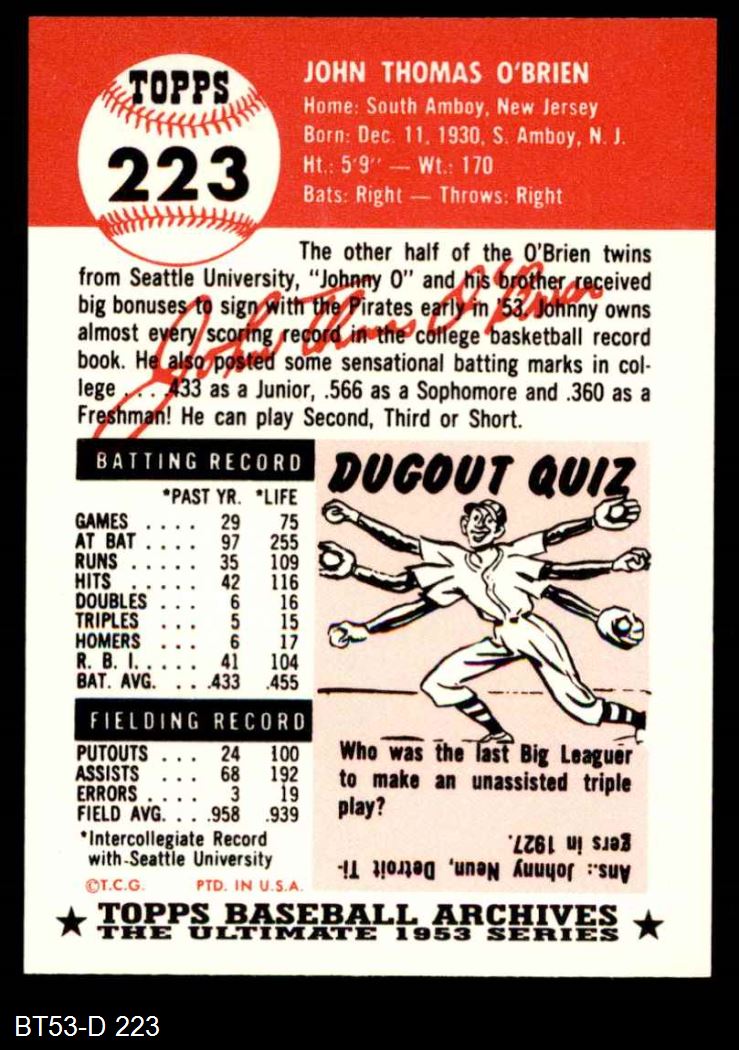 TOPPS
223
JOHN THOMAS O'BRIEN
Home: South Amboy, New Jersey
Born: Dec. 11, 1930, S. Amboy, N. J.
Ht.: 5'9" — Wt.: 170
Bats: Right — Throws: Right
The other half of the O'Brien twins
from Seattle University, "Johnny O" and his brother received
big bonuses to sign with the Pirates early in '53. Johnny owns
almost every scoring record in the college basketball record
book. He also posted some sensational batting marks in col-
lege . . . .433 as a Junior, .566 as a Sophomore and .360 as a
Freshman! He can play Second, Third or Short.
John Thomas O'Brien
BATTING RECORD
*PAST YR. *LIFE
GAMES . . . . 29 75
AT BAT . . . . 97 255
RUNS . . . . 35 109
HITS . . . . . 42 116
DOUBLES . . . 6 16
TRIPLES . . . 5 15
HOMERS . . . 6 17
R. B. I. . . . . 41 104
BAT. AVG. . . .433 .455
FIELDING RECORD
PUTOUTS . . . 24 100
ASSISTS . . . 68 192
ERRORS . . . . 3 19
FIELD AVG. . . .958 .939
*Intercollegiate Record
with Seattle University
©T.C.G. PTD. IN U.S.A.
DUGOUT QUIZ
Who was the last Big Leaguer
to make an unassisted triple
play?
Ans.: Johnny Neun, Detroit Ti-
gers in 1927.
★ TOPPS BASEBALL ARCHIVES ★
THE ULTIMATE 1953 SERIES
BT53-D 223